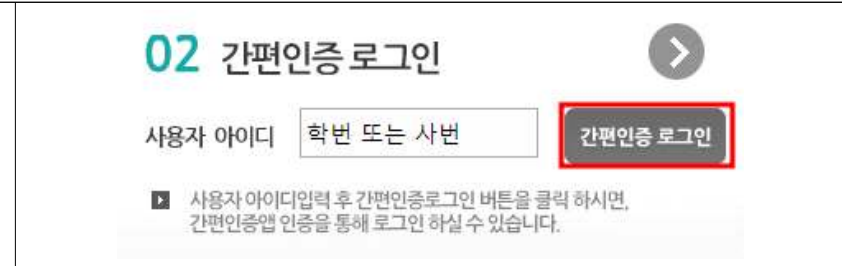 02 간편인증 로그인
사용자 아이디 학번 또는 사번 간편인증 로그인
사용자 아이디입력 후 간편인증로그인 버튼을 클릭 하시면,
간편인증앱 인증을 통해 로그인 하실 수 있습니다.